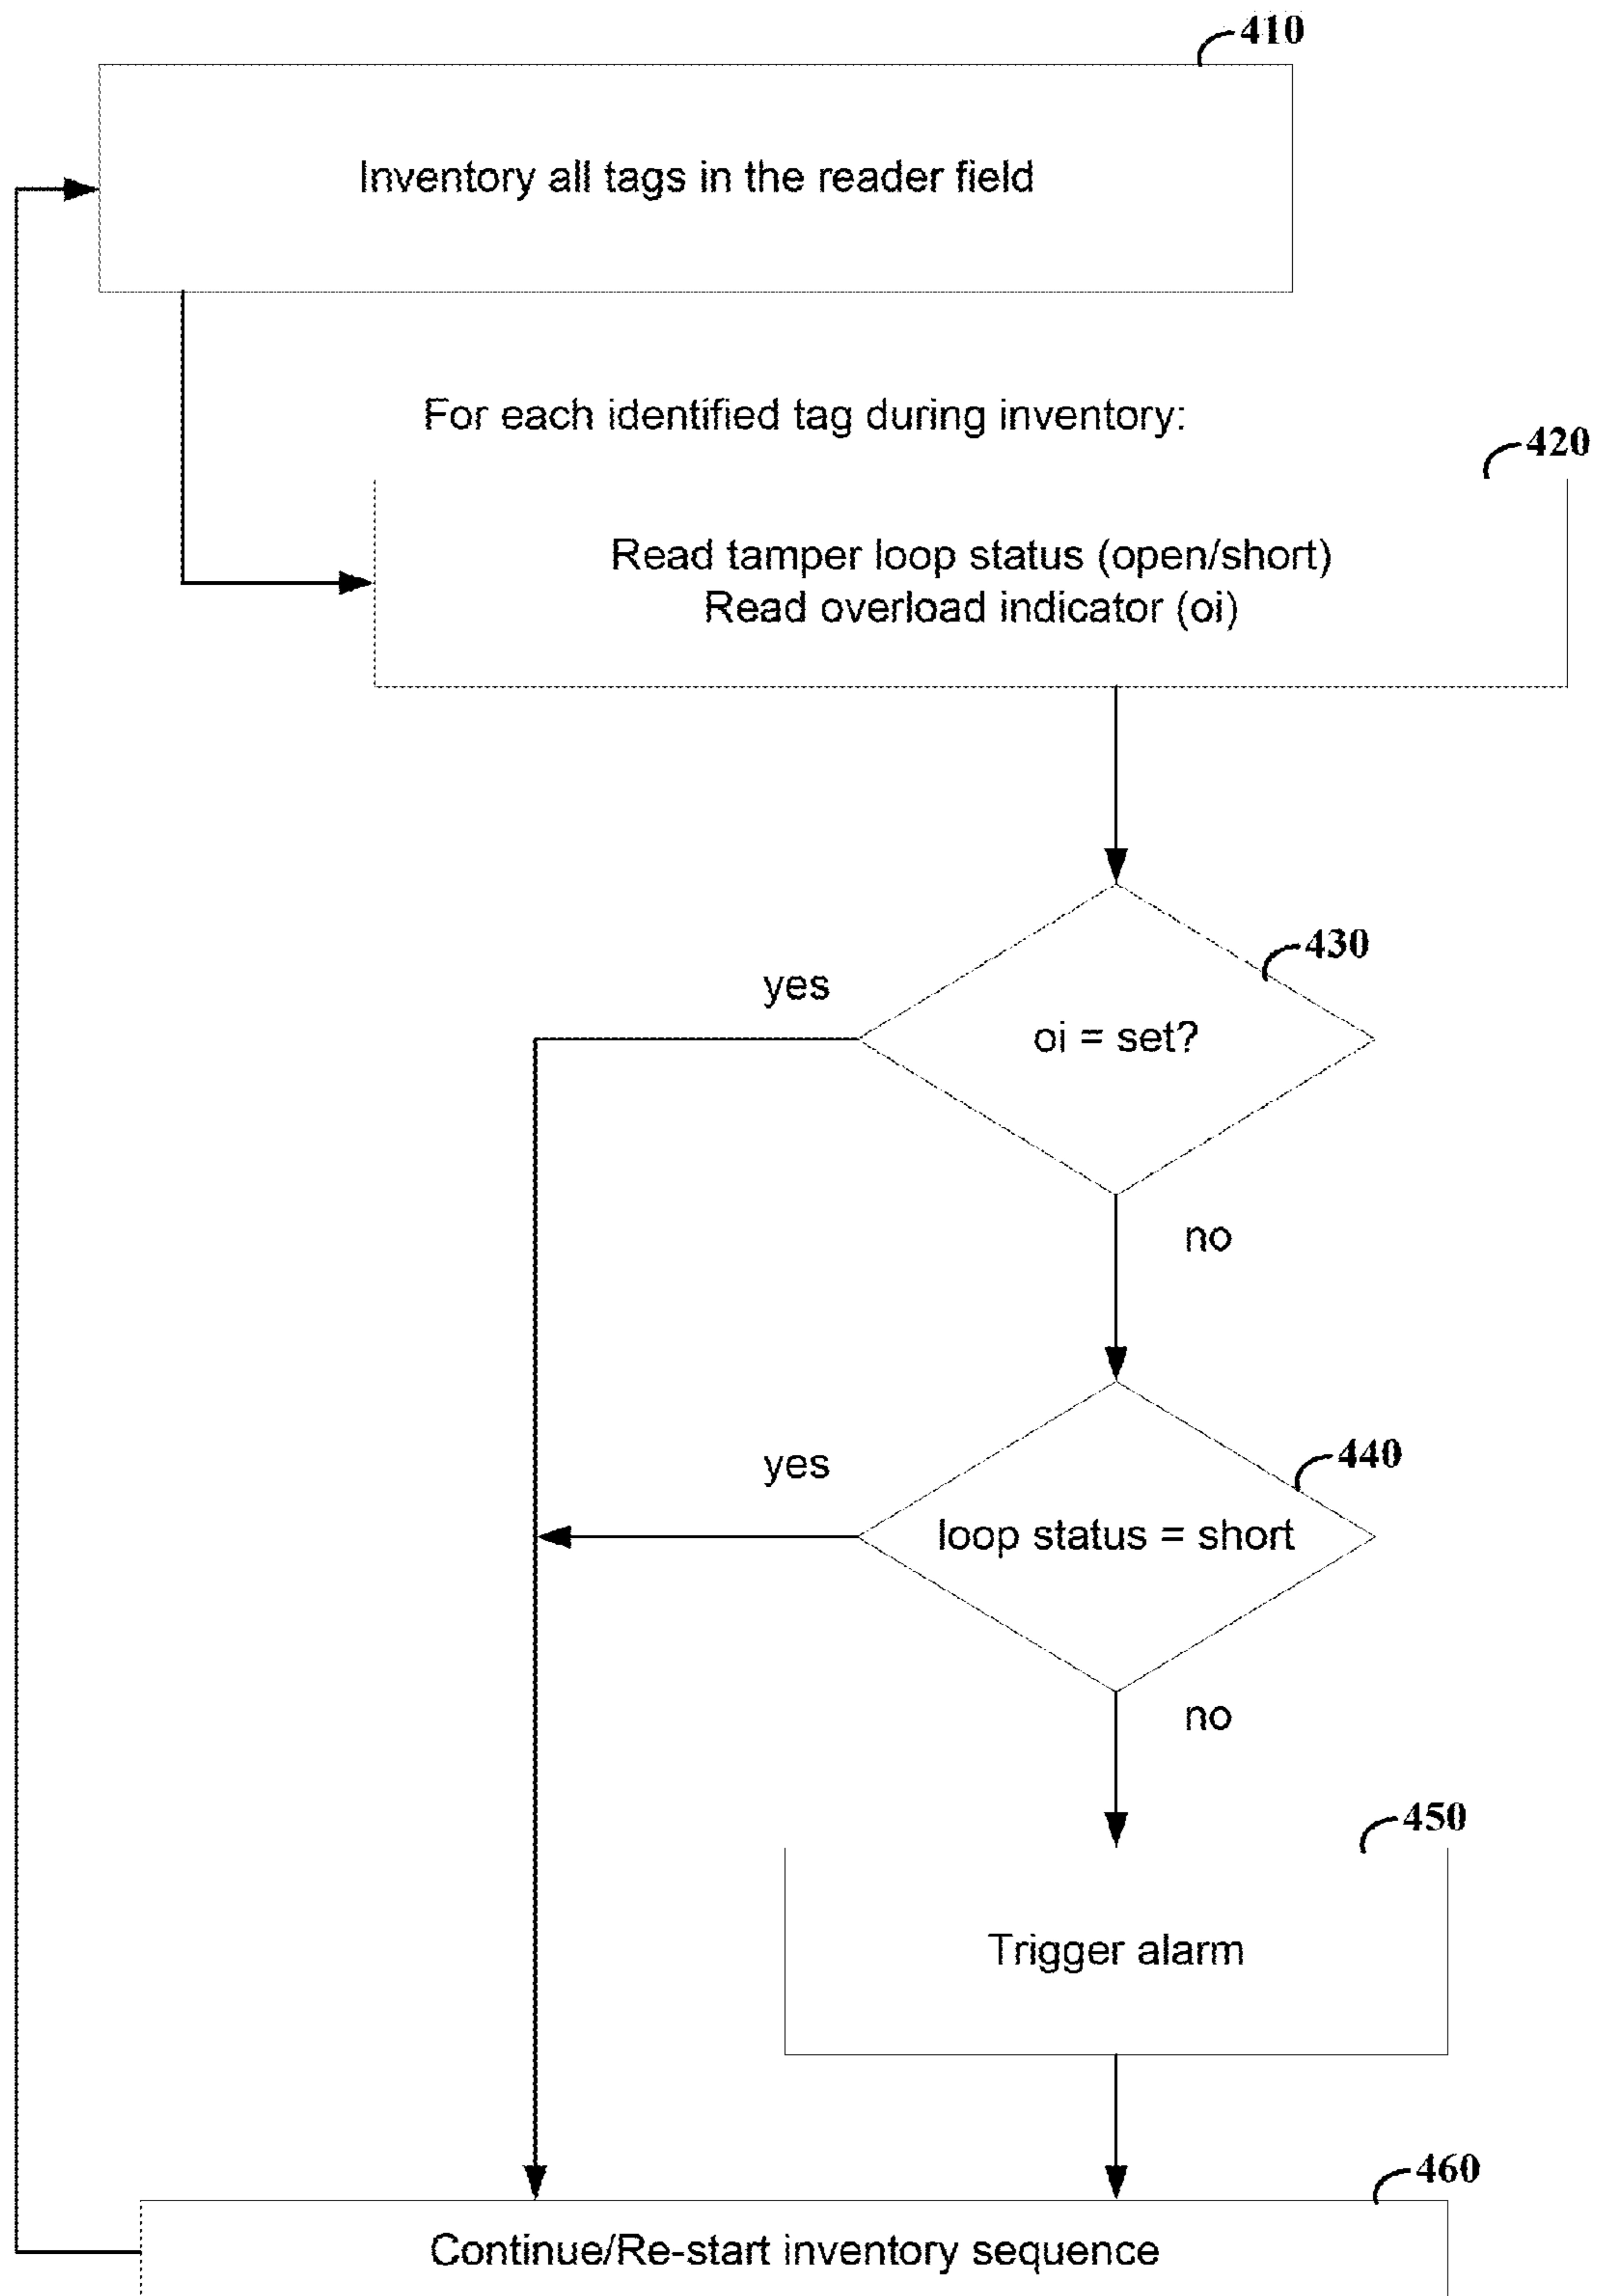 410
Inventory all tags in the reader field
For each identified tag during inventory:
420
Read tamper loop status (open/short)
Read overload indicator (oi)
430
yes
oi = set?
no
440
yes
loop status = short
no
450
Trigger alarm
460
Continue/Re-start inventory sequence